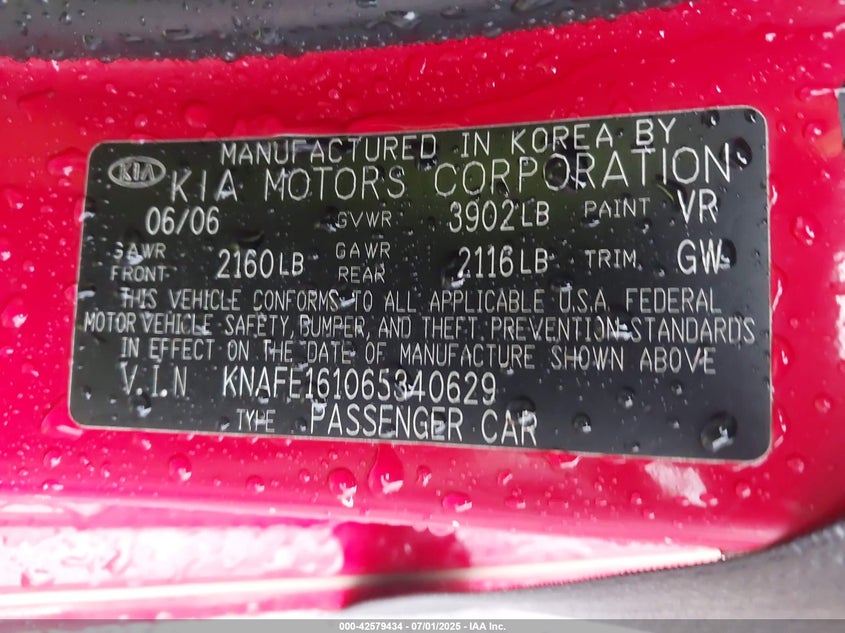 MANUFACTURED IN KOREA BY
KIA KIA MOTORS CORPORATION
06/06 GVWR 3902LB PAINT VR
GAWR FRONT 2160LB GAWR REAR 2116LB TRIM GW
THIS VEHICLE CONFORMS TO ALL APPLICABLE U.S.A. FEDERAL
MOTOR VEHICLE SAFETY, BUMPER, AND THEFT PREVENTION STANDARDS
IN EFFECT ON THE DATE OF MANUFACTURE SHOWN ABOVE
V.I.N KNAFE161065340629
TYPE PASSENGER CAR
000-42579434 - 07/01/2025 - IAA Inc.